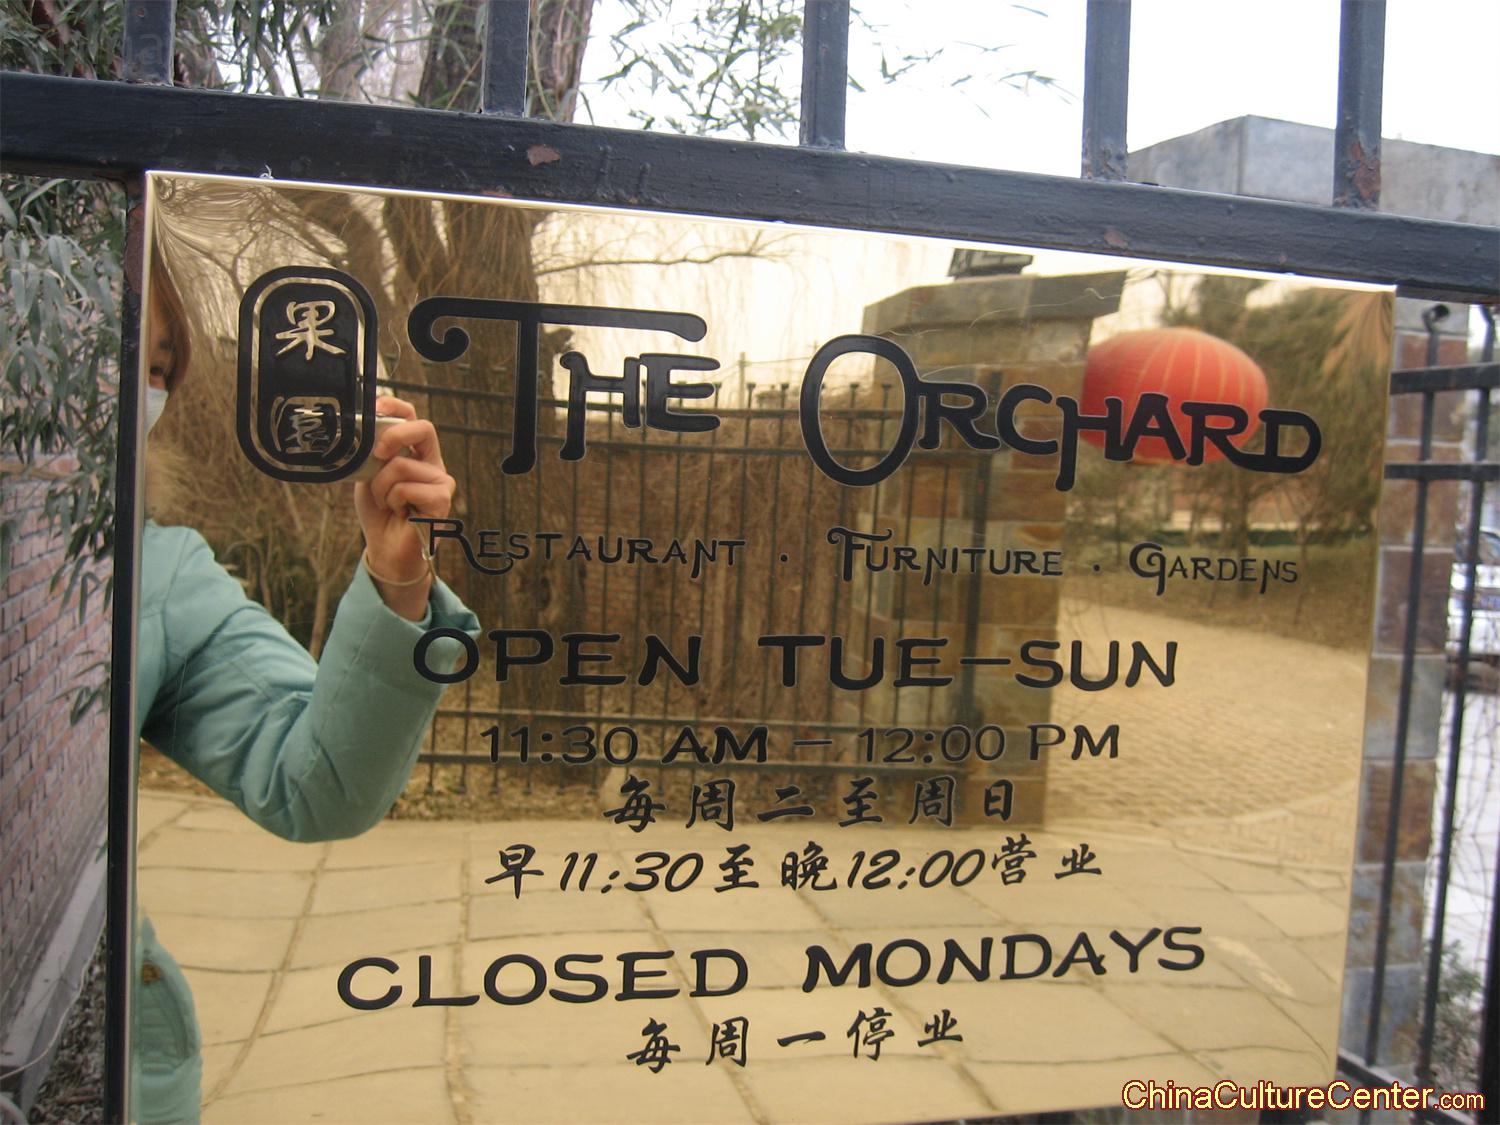 果園
THE ORCHARD
RESTAURANT · FURNITURE · GARDENS
OPEN TUE-SUN
11:30 AM - 12:00 PM
每周二至周日
早11:30至晚12:00营业
CLOSED MONDAYS
每周一停业
ChinaCultureCenter.com